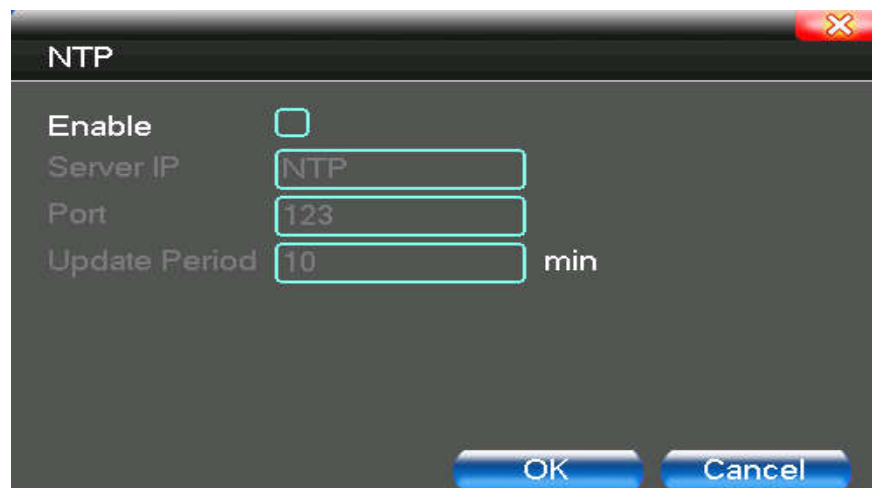 NTP
Enable
Server IP NTP
Port 123
Update Period 10 min
OK Cancel